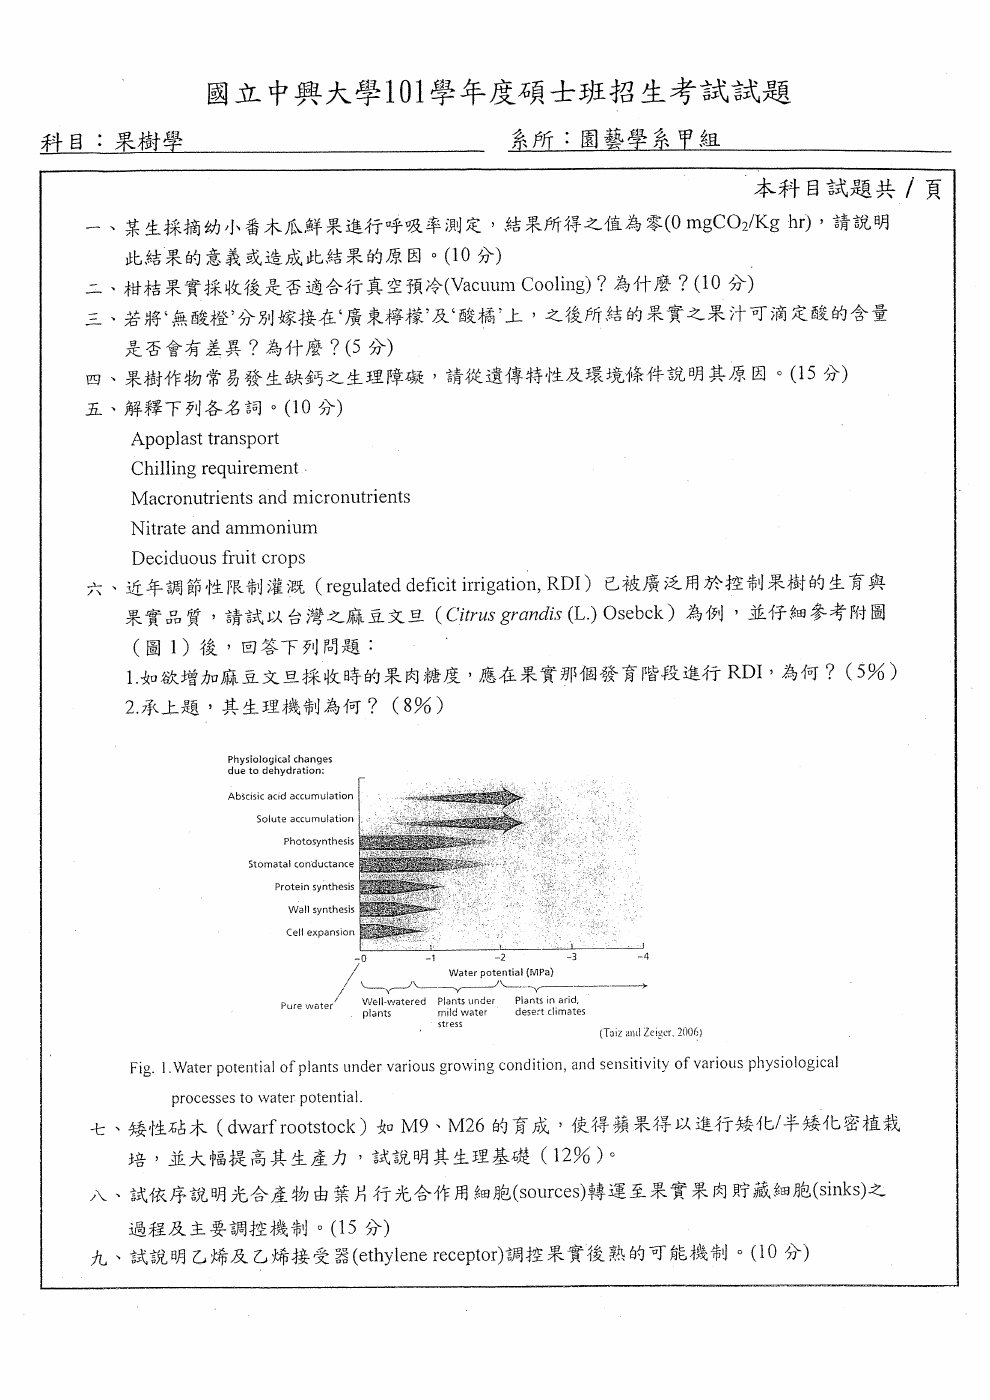 國立中興大學101學年度碩士班招生考試試題
科目：果樹學 系所：園藝學系甲組
本科目試題共 1 頁
一、某生採摘幼小番木瓜鮮果進行呼吸率測定，結果所得之值為零(0 mgCO₂/Kg hr)，請說明
此結果的意義或造成此結果的原因。(10 分)
二、柑桔果實採收後是否適合行真空預冷(Vacuum Cooling)？為什麼？(10 分)
三、若將‘無酸橙’分別嫁接在‘廣東檸檬’及‘酸橘’上，之後所結的果實之果汁可滴定酸的含量
是否會有差異？為什麼？(5 分)
四、果樹作物常易發生缺鈣之生理障礙，請從遺傳特性及環境條件說明其原因。(15 分)
五、解釋下列各名詞。(10 分)
Apoplast transport
Chilling requirement
Macronutrients and micronutrients
Nitrate and ammonium
Deciduous fruit crops
六、近年調節性限制灌溉（regulated deficit irrigation, RDI）已被廣泛用於控制果樹的生育與
果實品質，請試以台灣之麻豆文旦（Citrus grandis (L.) Osebck）為例，並仔細參考附圖
（圖 1）後，回答下列問題：
1.如欲增加麻豆文旦採收時的果肉糖度，應在果實那個發育階段進行 RDI，為何？（5%）
2.承上題，其生理機制為何？（8%）
Physiological changes
due to dehydration:
Abscisic acid accumulation
Solute accumulation
Photosynthesis
Stomatal conductance
Protein synthesis
Wall synthesis
Cell expansion
-0 -1 -2 -3 -4
Water potential (MPa)
Pure water
Well-watered
plants
Plants under
mild water
stress
Plants in arid,
desert climates
(Taiz and Zeiger, 2006)
Fig. 1.Water potential of plants under various growing condition, and sensitivity of various physiological
processes to water potential.
七、矮性砧木（dwarf rootstock）如 M9、M26 的育成，使得蘋果得以進行矮化/半矮化密植栽
培，並大幅提高其生產力，試說明其生理基礎（12%）。
八、試依序說明光合產物由葉片行光合作用細胞(sources)轉運至果實果肉貯藏細胞(sinks)之
過程及主要調控機制。(15 分)
九、試說明乙烯及乙烯接受器(ethylene receptor)調控果實後熟的可能機制。(10 分)